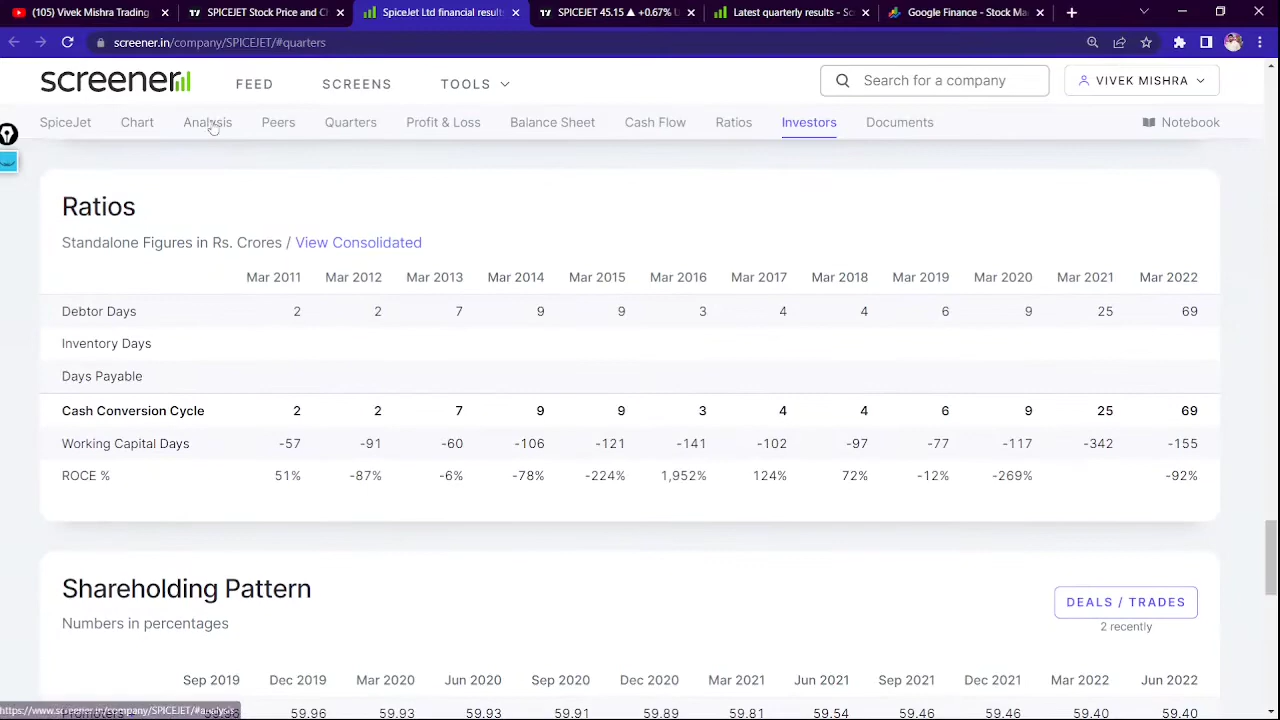 (105) Vivek Mishra Trading
SPICEJET Stock Price and C
SpiceJet Ltd financial result
SPICEJET 45.15 ▲ +0.67% U
Latest quarterly results - Sc
Google Finance - Stock Ma
screener.in/company/SPICEJET/#quarters
screener
FEED SCREENS TOOLS
Search for a company
VIVEK MISHRA
SpiceJet Chart Analysis Peers Quarters Profit & Loss Balance Sheet Cash Flow Ratios Investors Documents Notebook
Ratios
Standalone Figures in Rs. Crores / View Consolidated
Mar 2011 Mar 2012 Mar 2013 Mar 2014 Mar 2015 Mar 2016 Mar 2017 Mar 2018 Mar 2019 Mar 2020 Mar 2021 Mar 2022
Debtor Days 2 2 7 9 9 3 4 4 6 9 25 69
Inventory Days
Days Payable
Cash Conversion Cycle 2 2 7 9 9 3 4 4 6 9 25 69
Working Capital Days -57 -91 -60 -106 -121 -141 -102 -97 -77 -117 -342 -155
ROCE % 51% -87% -6% -78% -224% 1,952% 124% 72% -12% -269% -92%
Shareholding Pattern
DEALS / TRADES
Numbers in percentages
2 recently
Sep 2019 Dec 2019 Mar 2020 Jun 2020 Sep 2020 Dec 2020 Mar 2021 Jun 2021 Sep 2021 Dec 2021 Mar 2022 Jun 2022
59.96 59.93 59.93 59.91 59.89 59.81 59.54 59.46 59.46 59.40 59.40
https://www.screener.in/company/SPICEJET/#analysis